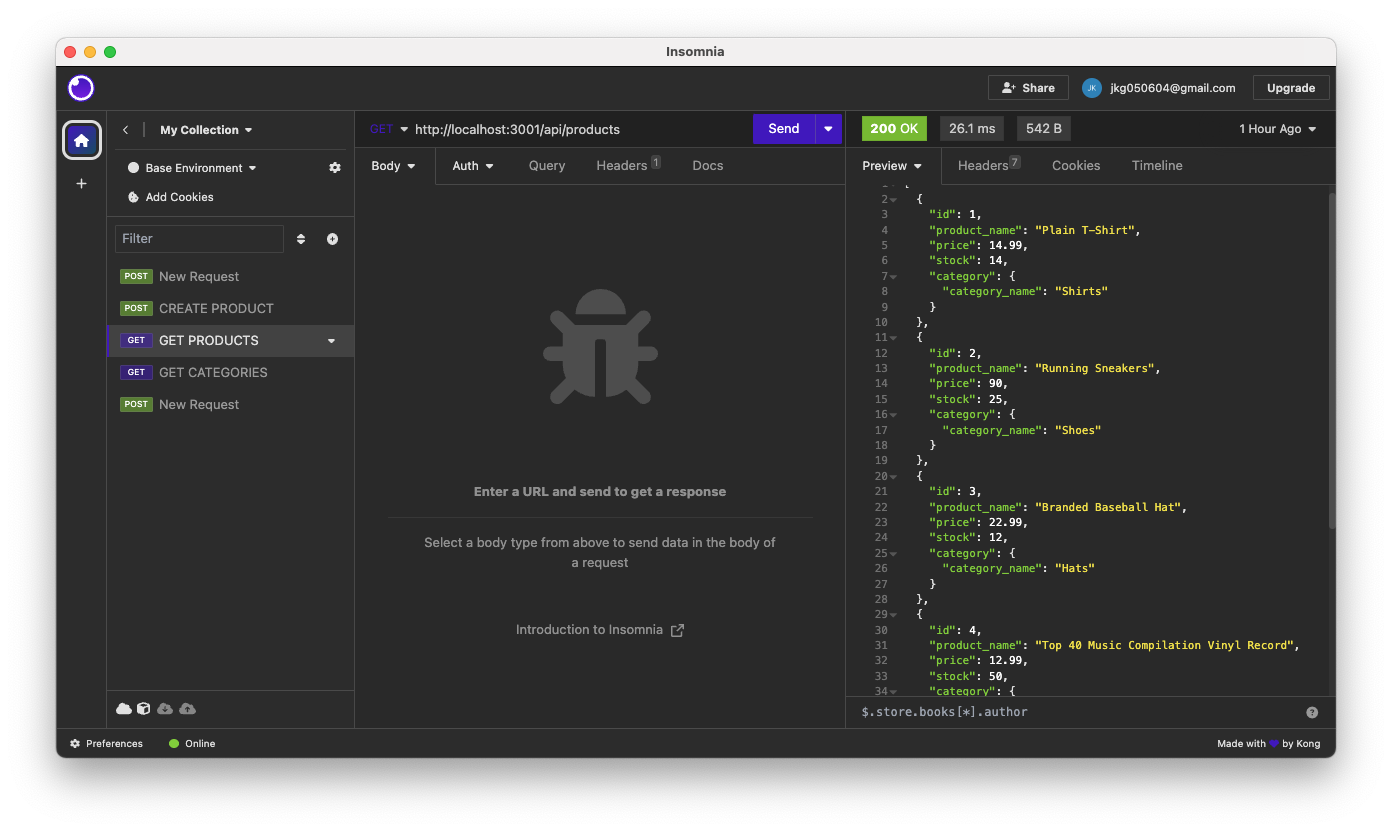 Insomnia
Share
JK
jkg050604@gmail.com
Upgrade
My Collection
GET
http://localhost:3001/api/products
Send
200 OK
26.1 ms
542 B
1 Hour Ago
Base Environment
Add Cookies
Body
Auth
Query
Headers 1
Docs
Preview
Headers 7
Cookies
Timeline
Filter
POST New Request
POST CREATE PRODUCT
GET GET PRODUCTS
GET GET CATEGORIES
POST New Request
Enter a URL and send to get a response
Select a body type from above to send data in the body of
a request
Introduction to Insomnia
2 {
3 "id": 1,
4 "product_name": "Plain T-Shirt",
5 "price": 14.99,
6 "stock": 14,
7 "category": {
8 "category_name": "Shirts"
9 }
10 },
11 {
12 "id": 2,
13 "product_name": "Running Sneakers",
14 "price": 90,
15 "stock": 25,
16 "category": {
17 "category_name": "Shoes"
18 }
19 },
20 {
21 "id": 3,
22 "product_name": "Branded Baseball Hat",
23 "price": 22.99,
24 "stock": 12,
25 "category": {
26 "category_name": "Hats"
27 }
28 },
29 {
30 "id": 4,
31 "product_name": "Top 40 Music Compilation Vinyl Record",
32 "price": 12.99,
33 "stock": 50,
34 "category": {
$.store.books[*].author
Preferences
Online
Made with by Kong